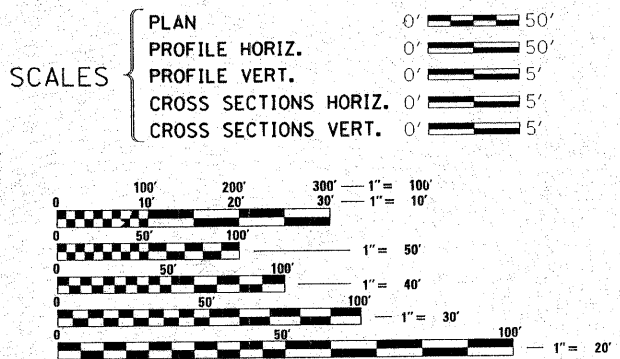 PLAN 0' 50'
PROFILE HORIZ. 0' 50'
SCALES PROFILE VERT. 0' 5'
CROSS SECTIONS HORIZ. 0' 5'
CROSS SECTIONS VERT. 0' 5'
100' 200' 300' 1"= 100'
0 10' 20' 30' 1"= 10'
0 50' 100'
1"= 50'
0 50' 100'
1"= 40'
0 50' 100'
1"= 30'
0 50' 100'
1"= 20'